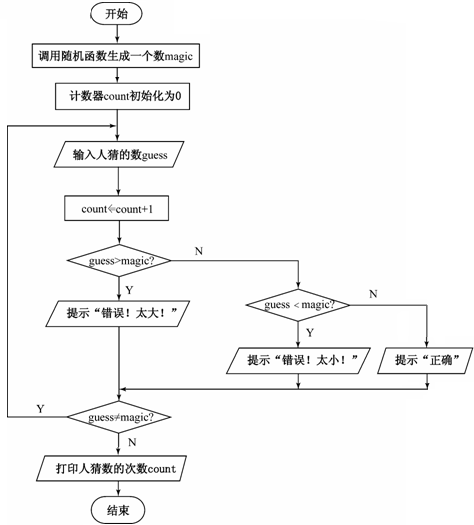 开始
调用随机函数生成一个数magic
计数器count初始化为0
输入人猜的数guess
count⇐count+1
guess>magic?
N
Y
guess < magic?
N
提示“错误！太大！”
Y
提示“错误！太小！”
提示“正确”
Y
guess≠magic?
N
打印人猜数的次数count
结束